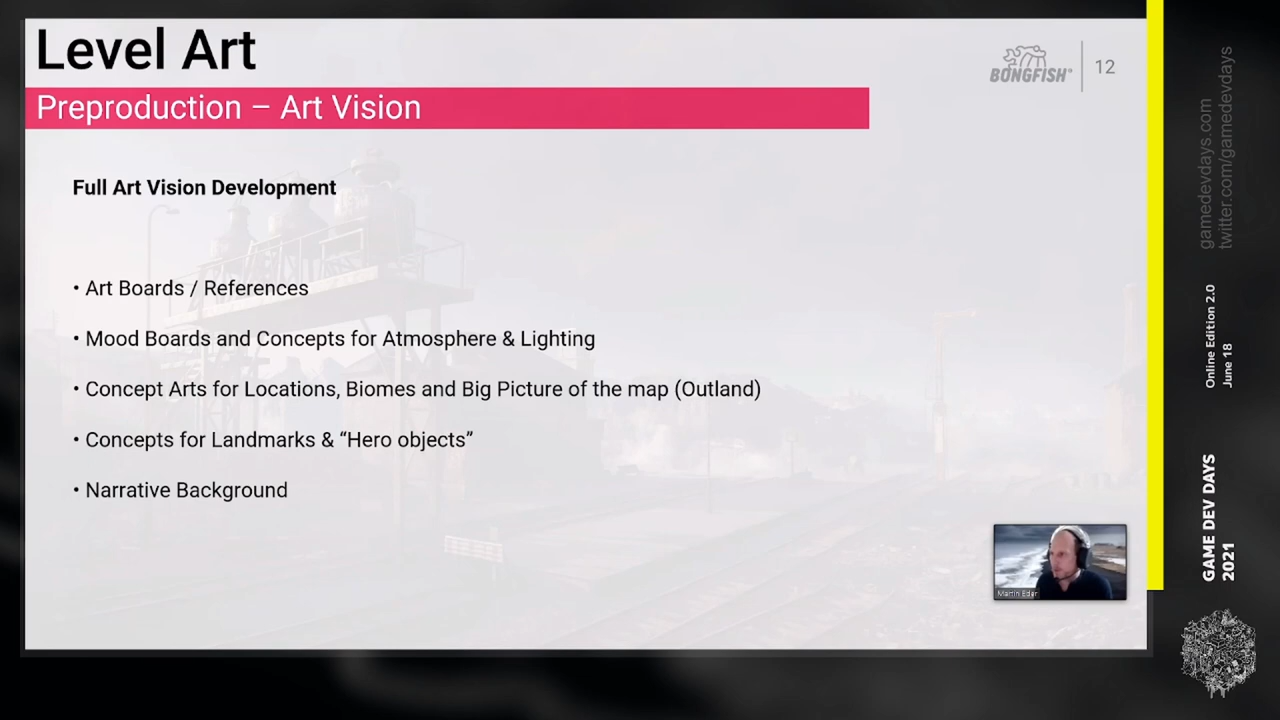 Level Art
BONGFISH
12
Preproduction – Art Vision
Full Art Vision Development
• Art Boards / References
• Mood Boards and Concepts for Atmosphere & Lighting
• Concept Arts for Locations, Biomes and Big Picture of the map (Outland)
• Concepts for Landmarks & “Hero objects”
• Narrative Background
Martin Eder
gamedevdays.com
twitter.com/gamedevdays
Online Edition 2.0
June 18
GAME DEV DAYS
2021